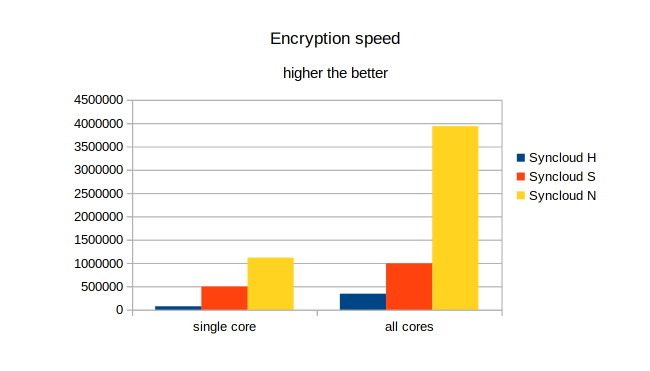 Encryption speed
higher the better
4500000
4000000
3500000
3000000
2500000
2000000
1500000
1000000
500000
0
single core
all cores
Syncloud H
Syncloud S
Syncloud N